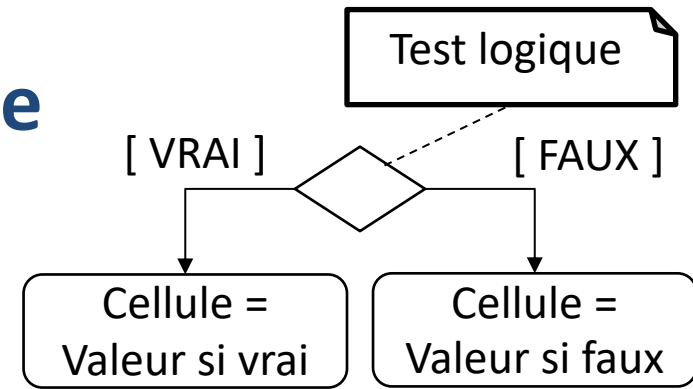 Test logique
e
[ VRAI ]
[ FAUX ]
Cellule =
Valeur si vrai
Cellule =
Valeur si faux